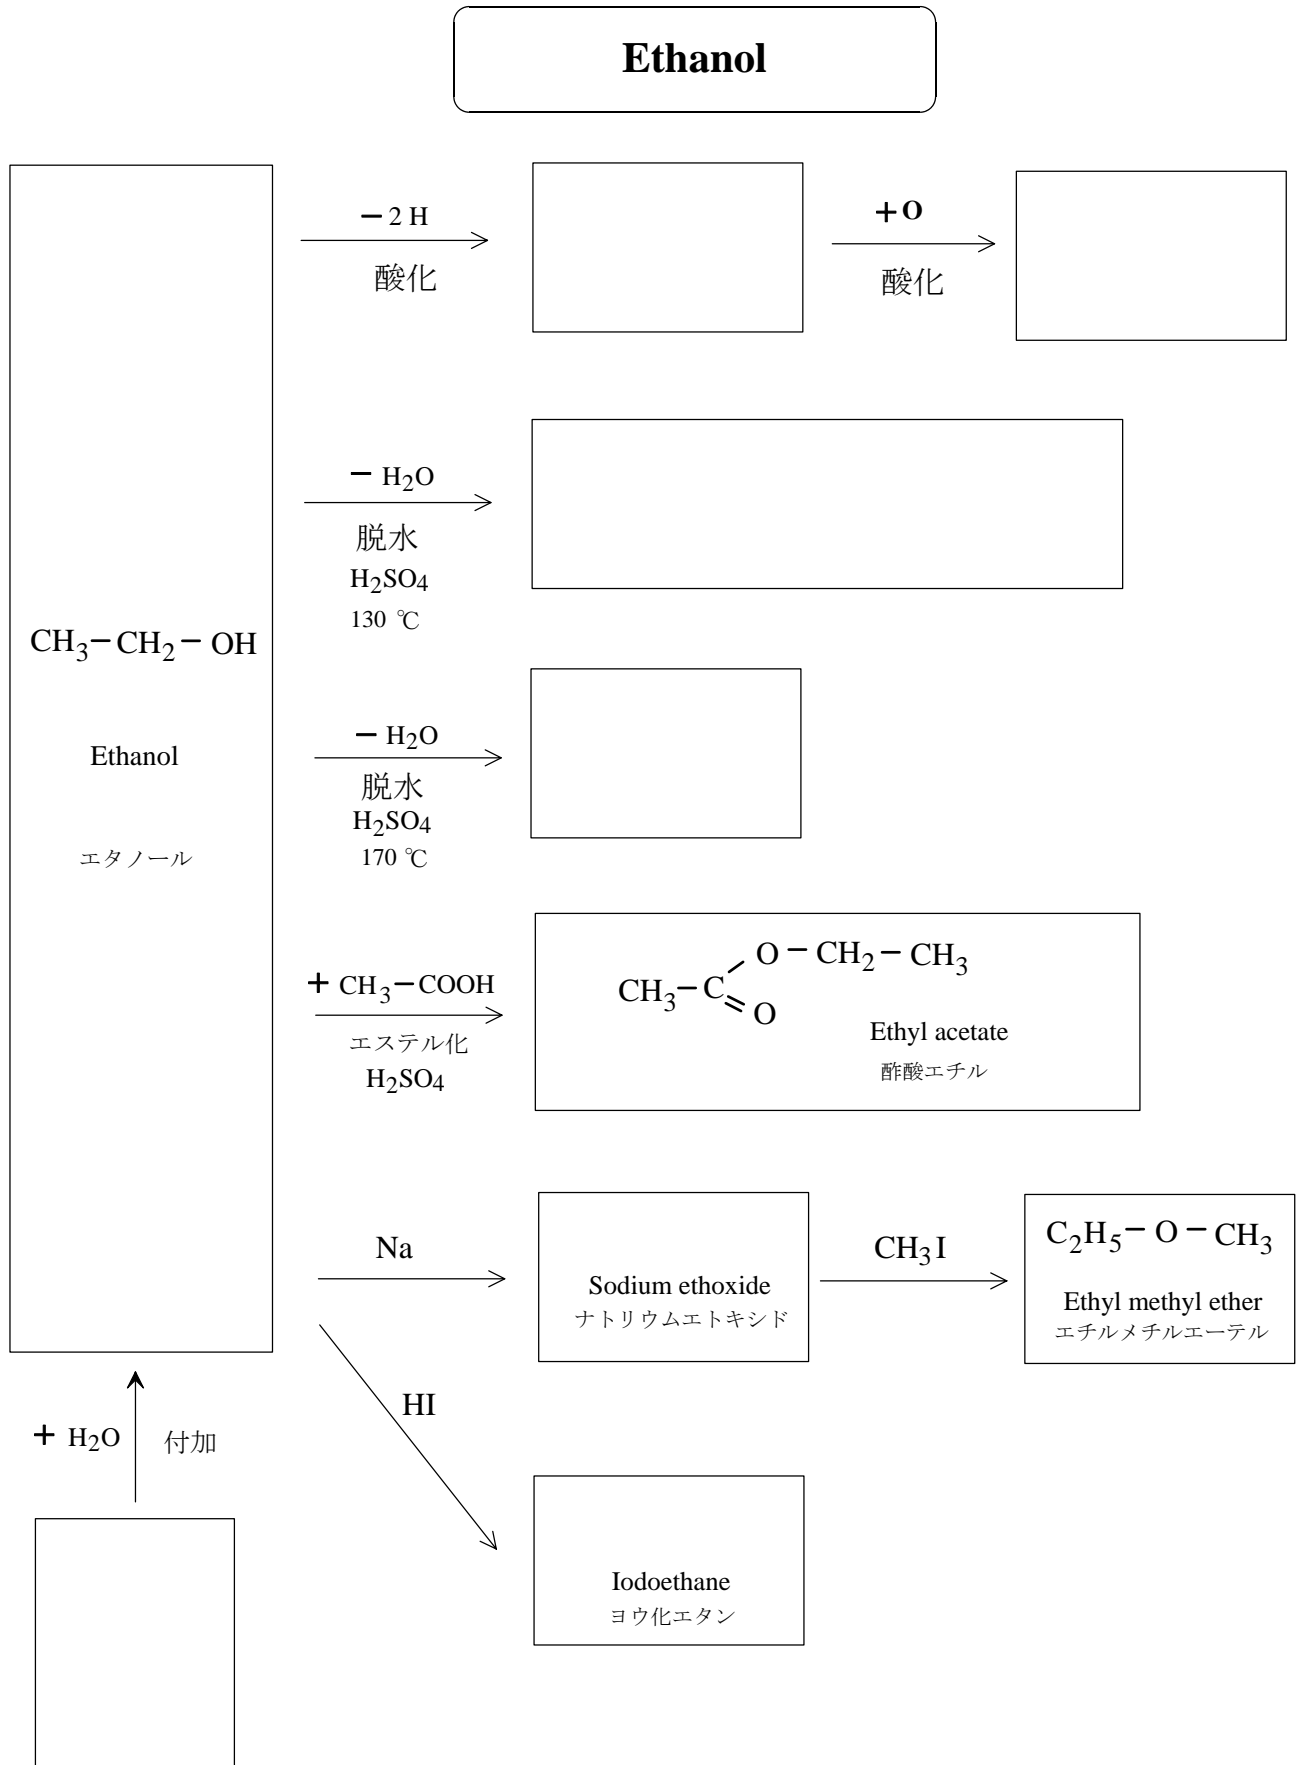 Ethanol
− 2 H
酸化
+ O
酸化
− H₂O
脱水
H₂SO₄
130 ℃
CH₃−CH₂− OH
Ethanol
エタノール
− H₂O
脱水
H₂SO₄
170 ℃
+ CH₃−COOH
エステル化
H₂SO₄
O − CH₂− CH₃
CH₃−C
O
Ethyl acetate
酢酸エチル
Na
Sodium ethoxide
ナトリウムエトキシド
CH₃I
C₂H₅− O − CH₃
Ethyl methyl ether
エチルメチルエーテル
HI
+ H₂O
付加
Iodoethane
ヨウ化エタン